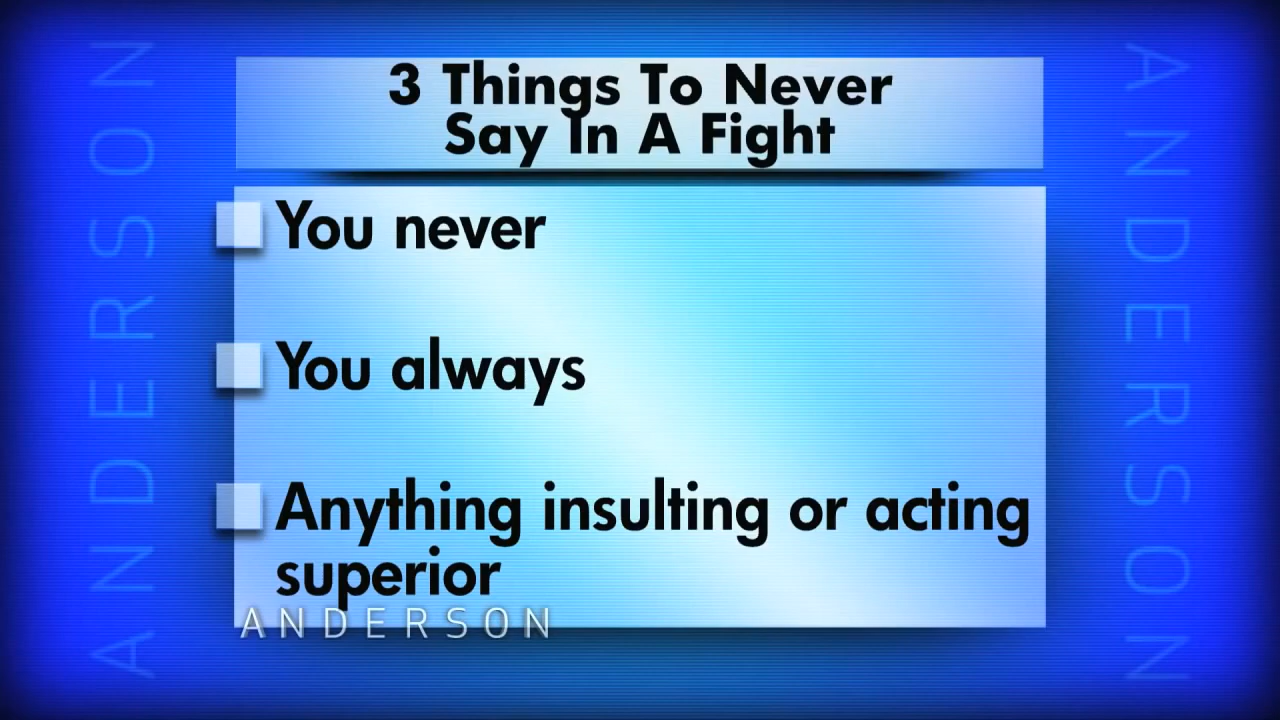 3 Things To Never
Say In A Fight
You never
You always
Anything insulting or acting
superior
ANDERSON
ANDERSON
ANDERSON